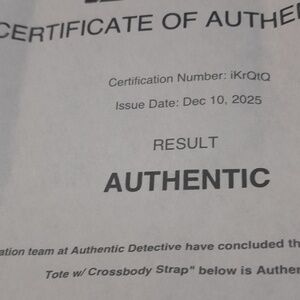 CERTIFICATE OF AUTHE
Certification Number: iKrQtQ
Issue Date: Dec 10, 2025
RESULT
AUTHENTIC
ation team at Authentic Detective have concluded th
Tote w/ Crossbody Strap" below is Authe